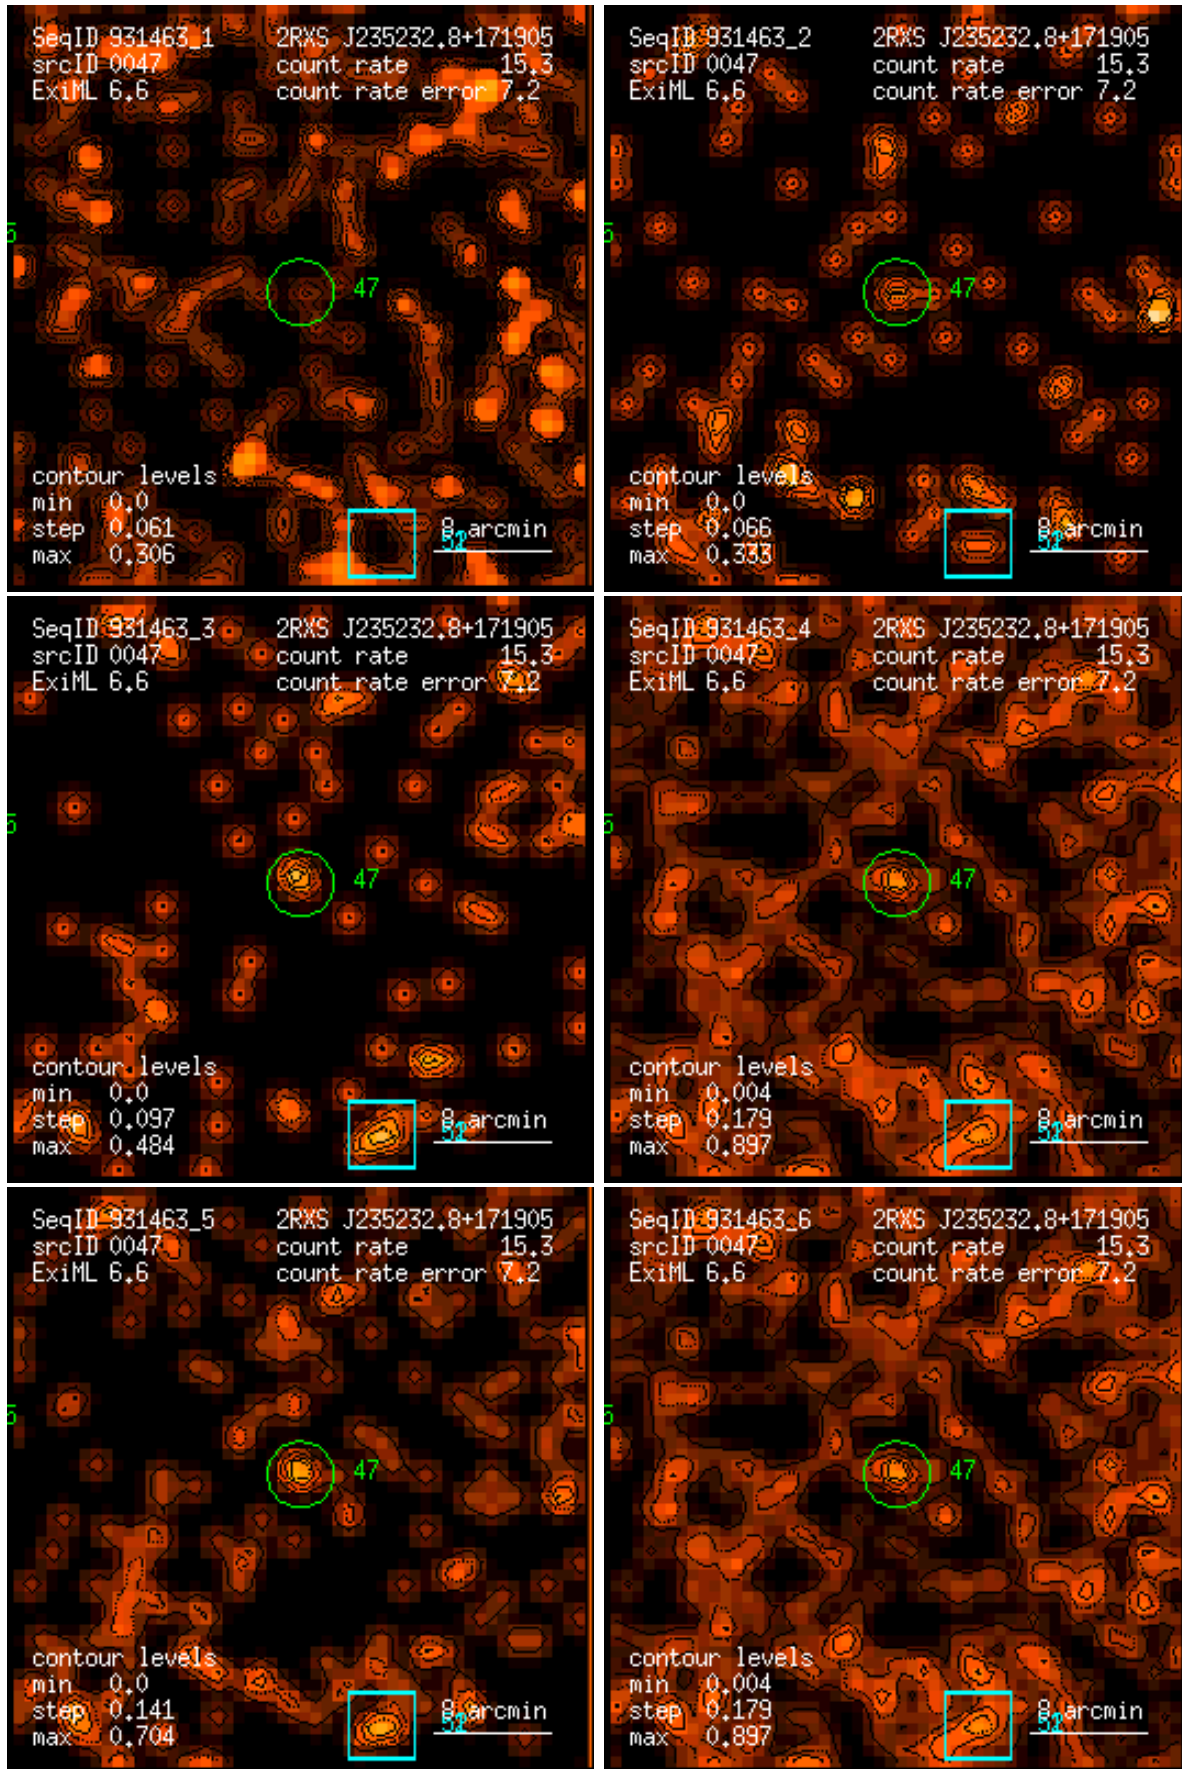 SeqID 931463_1 2RXS J235232.8+171905
srcID 0047 count rate 15.3
ExiML 6.6 count rate error 7.2
47
contour levels
min 0.0
step 0.061 8 arcmin
max 0.306
SeqID 931463_2 2RXS J235232.8+171905
srcID 0047 count rate 15.3
ExiML 6.6 count rate error 7.2
47
contour levels
min 0.0
step 0.066 8 arcmin
max 0.333
SeqID 931463_3 2RXS J235232.8+171905
srcID 0047 count rate 15.3
ExiML 6.6 count rate error 7.2
47
contour levels
min 0.0
step 0.097 8 arcmin
max 0.484
SeqID 931463_4 2RXS J235232.8+171905
srcID 0047 count rate 15.3
ExiML 6.6 count rate error 7.2
47
contour levels
min 0.004
step 0.179 8 arcmin
max 0.897
SeqID 931463_5 2RXS J235232.8+171905
srcID 0047 count rate 15.3
ExiML 6.6 count rate error 7.2
47
contour levels
min 0.0
step 0.141 8 arcmin
max 0.704
SeqID 931463_6 2RXS J235232.8+171905
srcID 0047 count rate 15.3
ExiML 6.6 count rate error 7.2
47
contour levels
min 0.004
step 0.179 8 arcmin
max 0.897